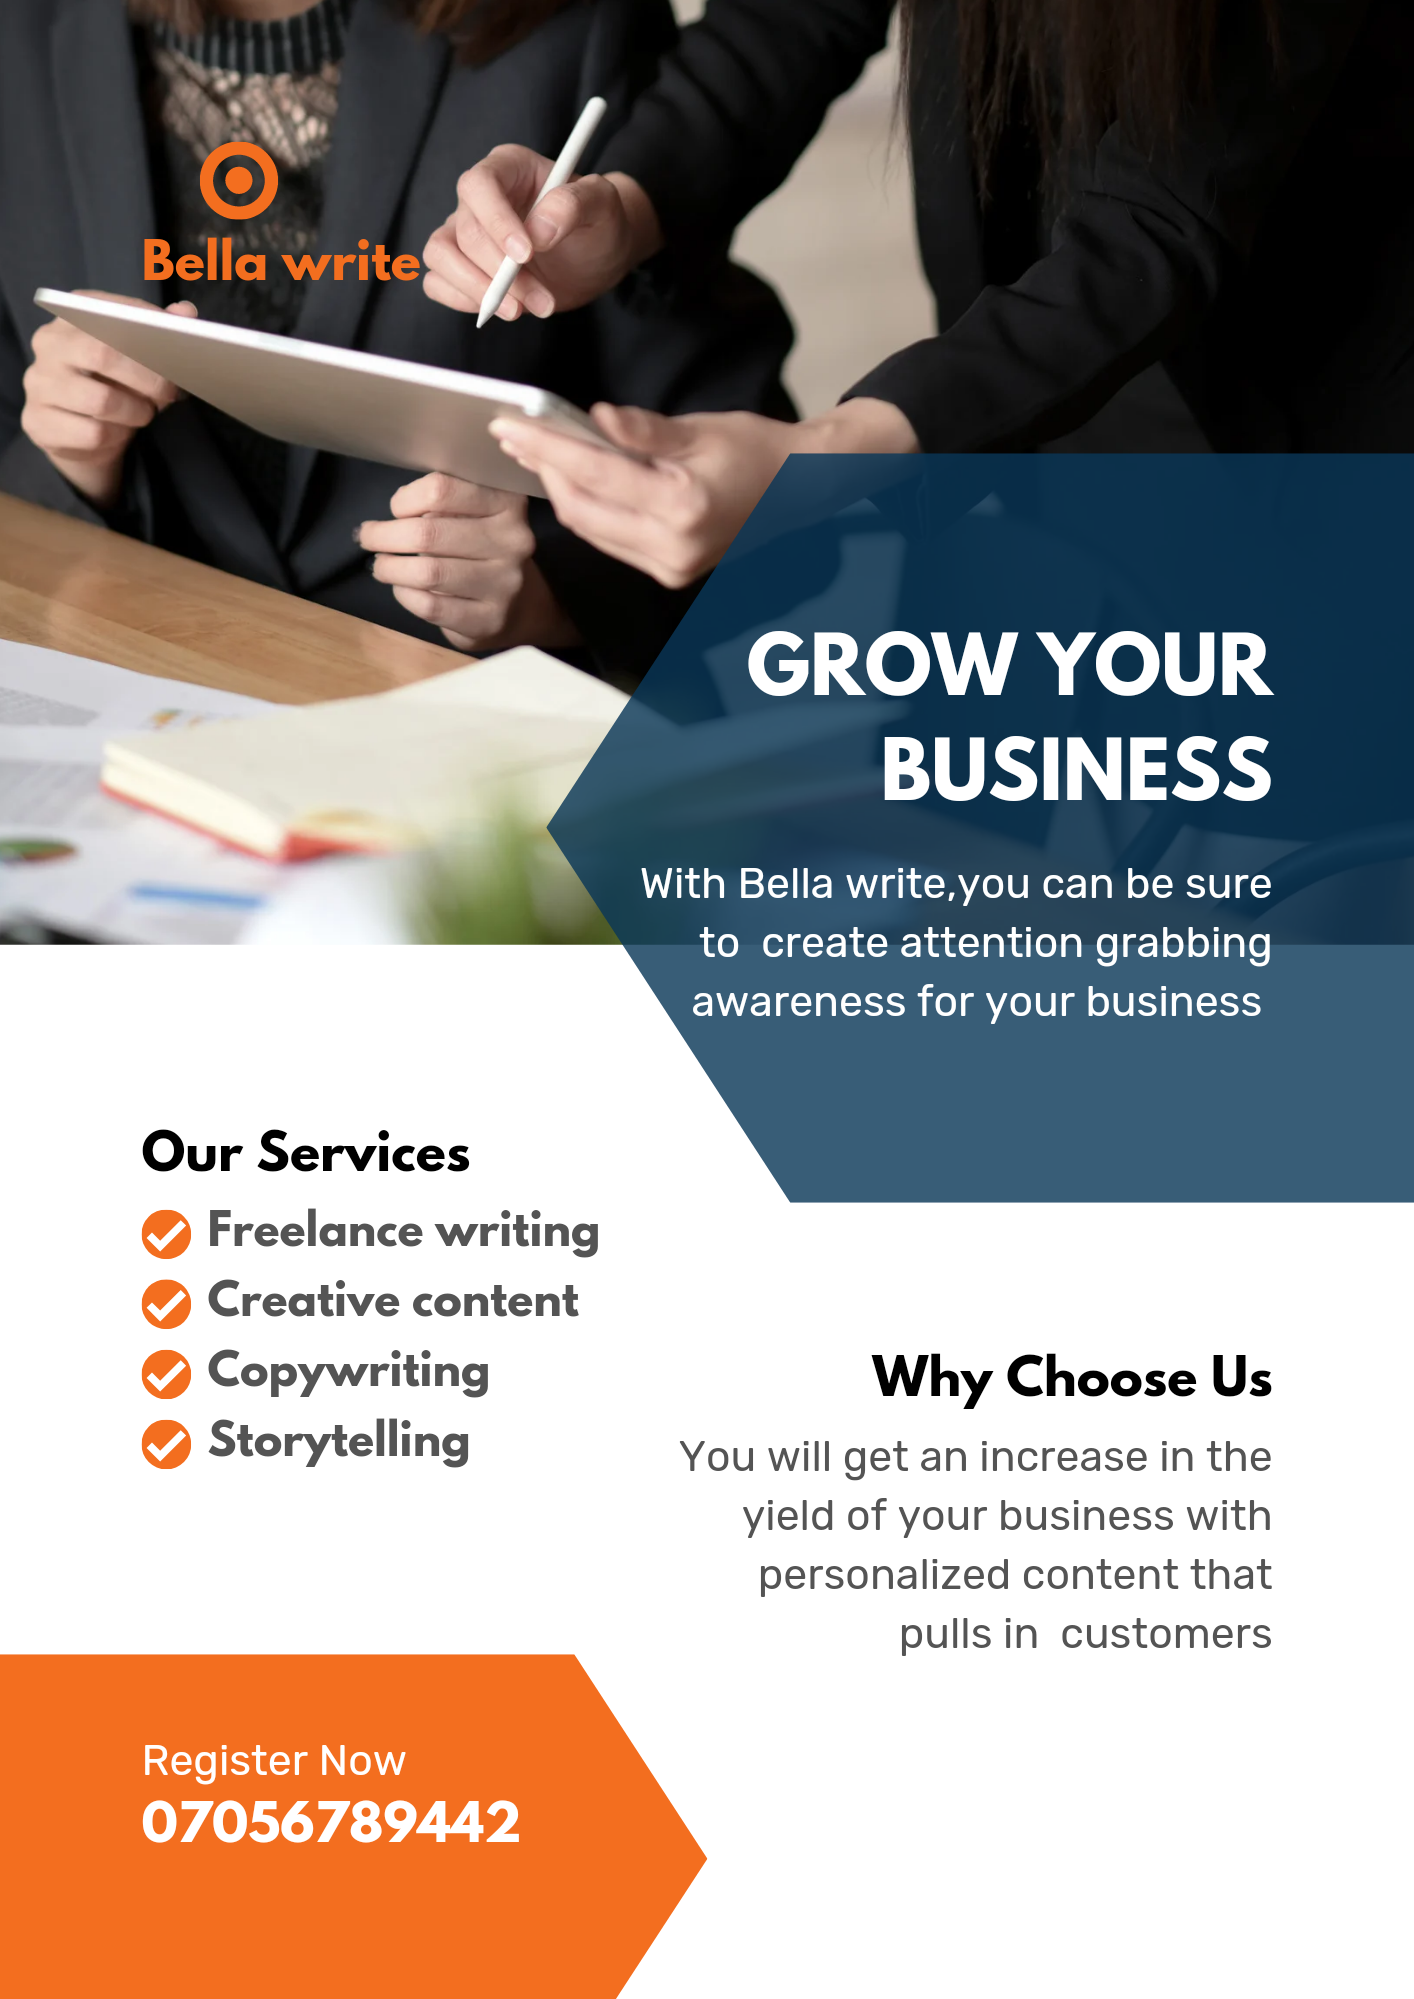 Bella write
GROW YOUR
BUSINESS
With Bella write,you can be sure
to  create attention grabbing
awareness for your business
Our Services
Freelance writing
Creative content
Copywriting
Storytelling
Why Choose Us
You will get an increase in the
yield of your business with
personalized content that
pulls in  customers
Register Now
07056789442